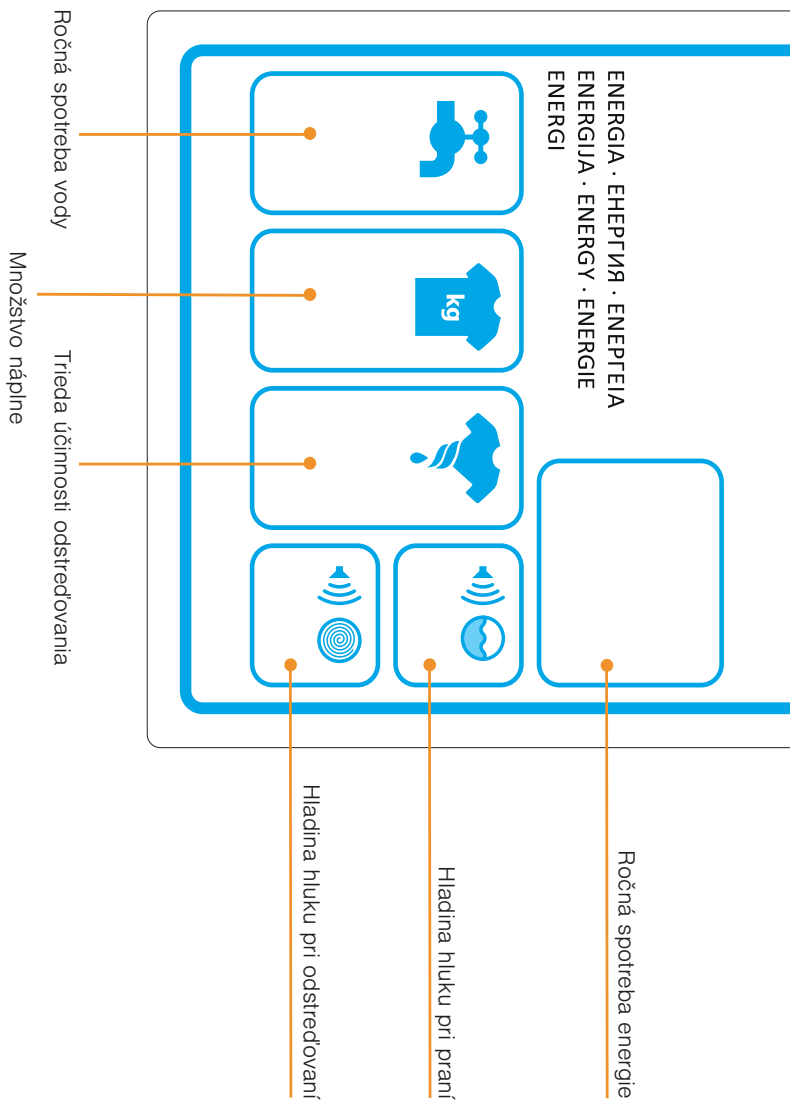 ENERGIA · ЕНЕРГИЯ · ΕΝΕΡΓΕΙΑ
ENERGIJA · ENERGY · ENERGIE
ENERGI
Ročná spotreba energie
kg
Hladina hluku pri praní
Hladina hluku pri odstreďovaní
Ročná spotreba vody
Trieda účinnosti odstreďovania
Množstvo náplne